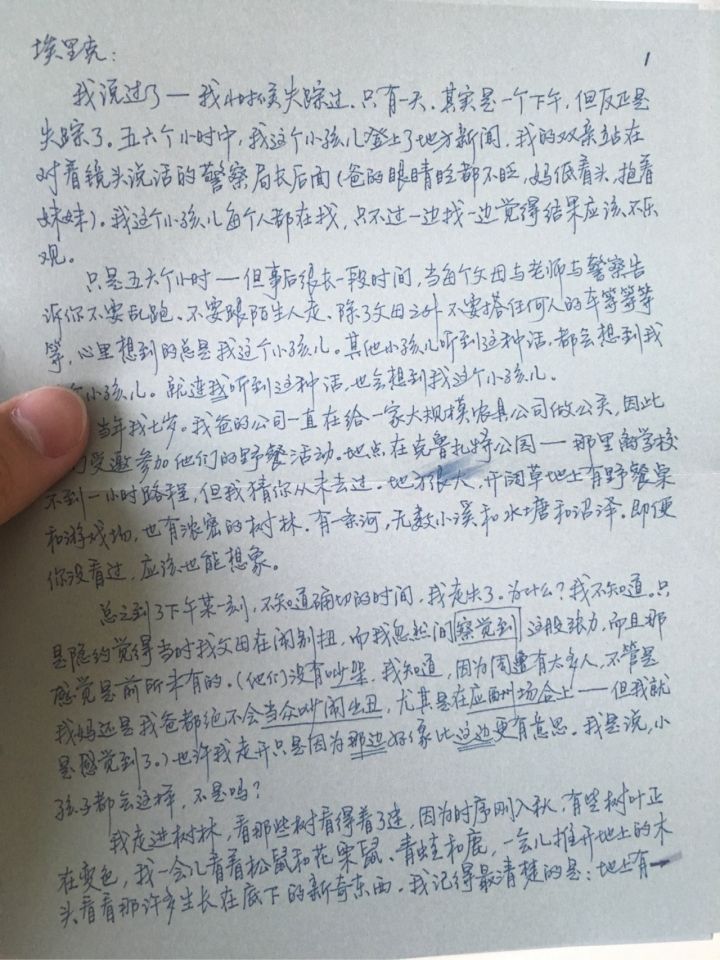 埃里克：
1
我说过了—我小时候失踪过．只有一天．其实是一个下午，但反正是
失踪了．五六个小时中，我这个小孩儿登上了地方新闻．我的双亲站在
对着镜头说话的警察局长后面（爸的眼睛眨都不眨，妈低着头，抱着
妹妹）．我这个小孩儿每个人都在找，只不过一边找一边觉得结果应该不乐
观。
只是五六个小时—但事后很长一段时间，当每个父母与老师与警察告
诉你不要乱跑．不要跟陌生人走．除了父母之外不要搭任何人的车等等等
等，心里想到的总是我这个小孩儿．其他小孩儿听到这种话，都会想到我
个小孩儿．就连我听到这种话，也会想到我这个小孩儿．
当年我七岁．我爸的公司一直在给一家大规模农具公司做公关，因此
受邀参加他们的野餐活动．地点在克鲁扎特公园—那里离学校
不到一小时路程，但我猜你从未去过．地方很大，开阔草地上有野餐桌
和游戏场，也有浓密的树林．有一条河，无数小溪和水塘和沼泽．即便
你没看过，应该也能想象。
总之到了下午某一刻，不知道确切的时间，我走失了．为什么？我不知道．只
是隐约觉得当时我父母在闹别扭，而我忽然间察觉到这股张力，而且那
感觉是前所未有的．（他们没有吵架．我知道，因为周遭有太多人，不管是
我妈还是我爸都绝不会当众吵闹出丑，尤其是在应酬场合上—但我就
是感觉到了．）也许我走开只是因为那边好像比这边更有意思．我是说，小
孩子都会这样，不是吗？
我走进树林，看那些树看得着了迷，因为时序刚入秋，有些树叶正
在变色，我一会儿看看松鼠和花栗鼠、青蛙和鹿，一会儿推开地上的木
头看看那许多生长在底下的新奇东西．我记得最清楚的是：地上有一